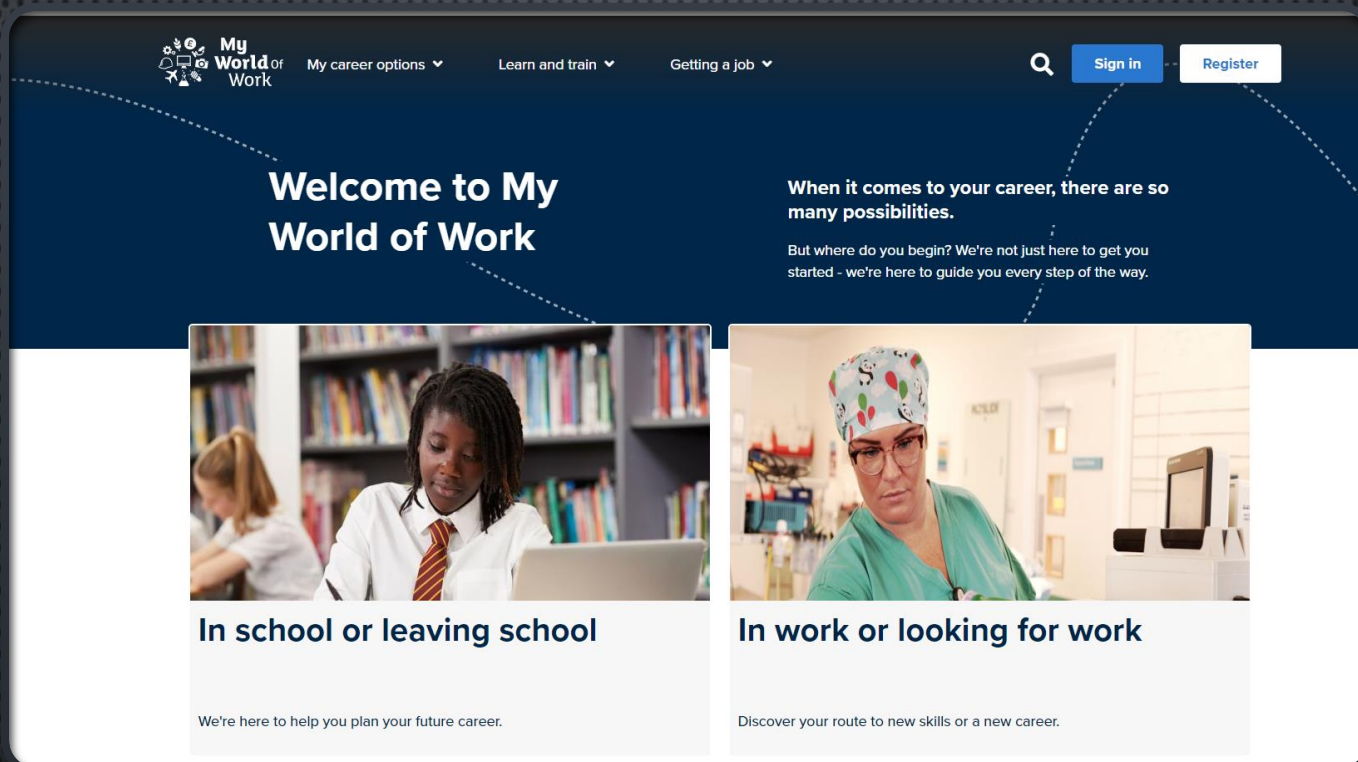 My
World Of
Work
My career options
Learn and train
Getting a job
Sign in
Register
Welcome to My
World of Work
When it comes to your career, there are so
many possibilities.
But where do you begin? We're not just here to get you
started - we're here to guide you every step of the way.
In school or leaving school
We're here to help you plan your future career.
In work or looking for work
Discover your route to new skills or a new career.